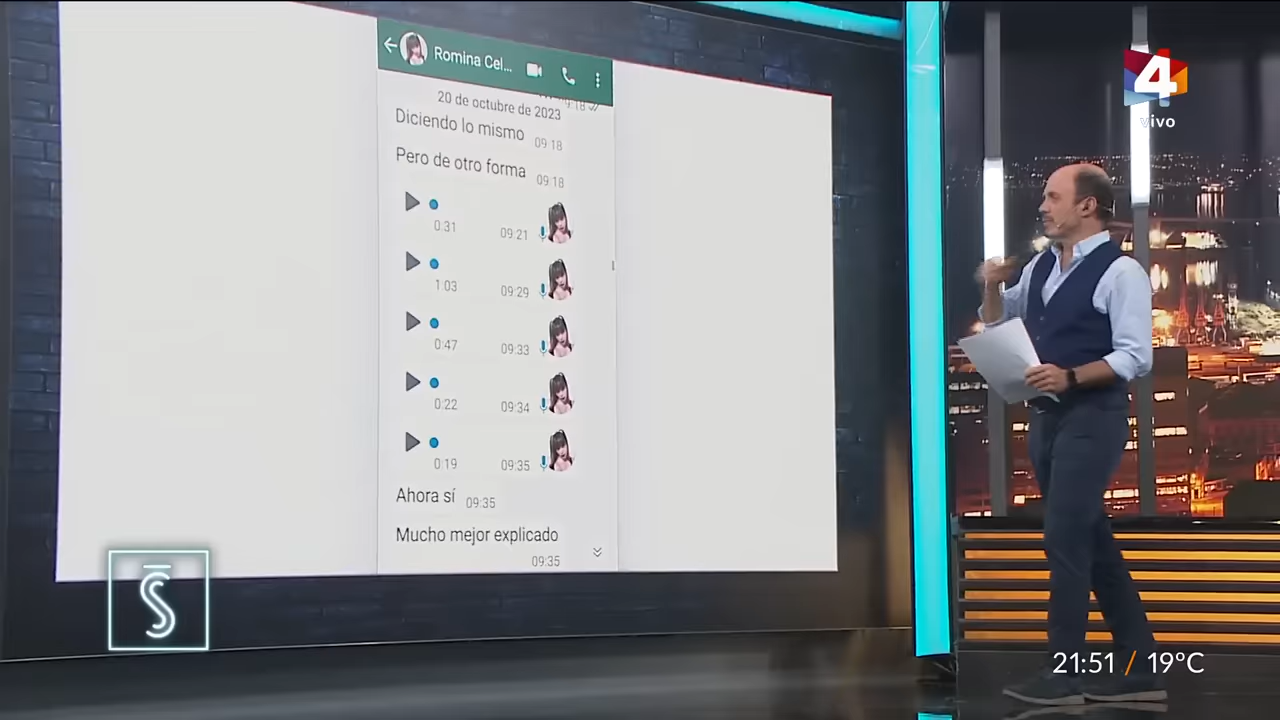 Romina Cel...
9:18
20 de octubre de 2023
Diciendo lo mismo 09:18
Pero de otro forma 09:18
0:31 09:21
1:03 09:29
0:47 09:33
0:22 09:34
0:19 09:35
Ahora sí 09:35
Mucho mejor explicado
09:35
4
vivo
S
21:51 / 19°C